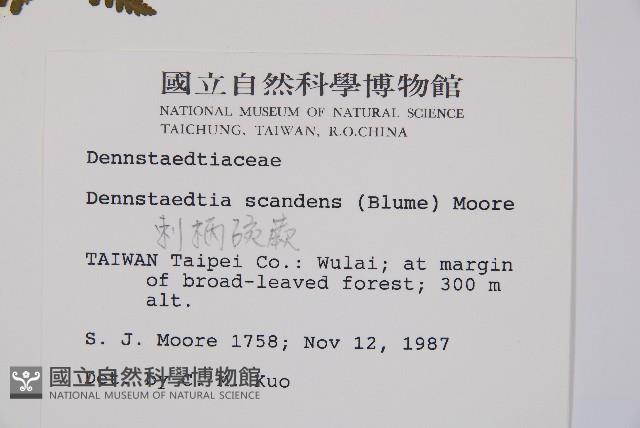 國立自然科學博物館
NATIONAL MUSEUM OF NATURAL SCIENCE
TAICHUNG, TAIWAN, R.O.CHINA
Dennstaedtiaceae
Dennstaedtia scandens (Blume) Moore
刺柄碗蕨
TAIWAN Taipei Co.: Wulai; at margin
of broad-leaved forest; 300 m
alt.
S. J. Moore 1758; Nov 12, 1987
Det. by C. M. Kuo
國立自然科學博物館
NATIONAL MUSEUM OF NATURAL SCIENCE